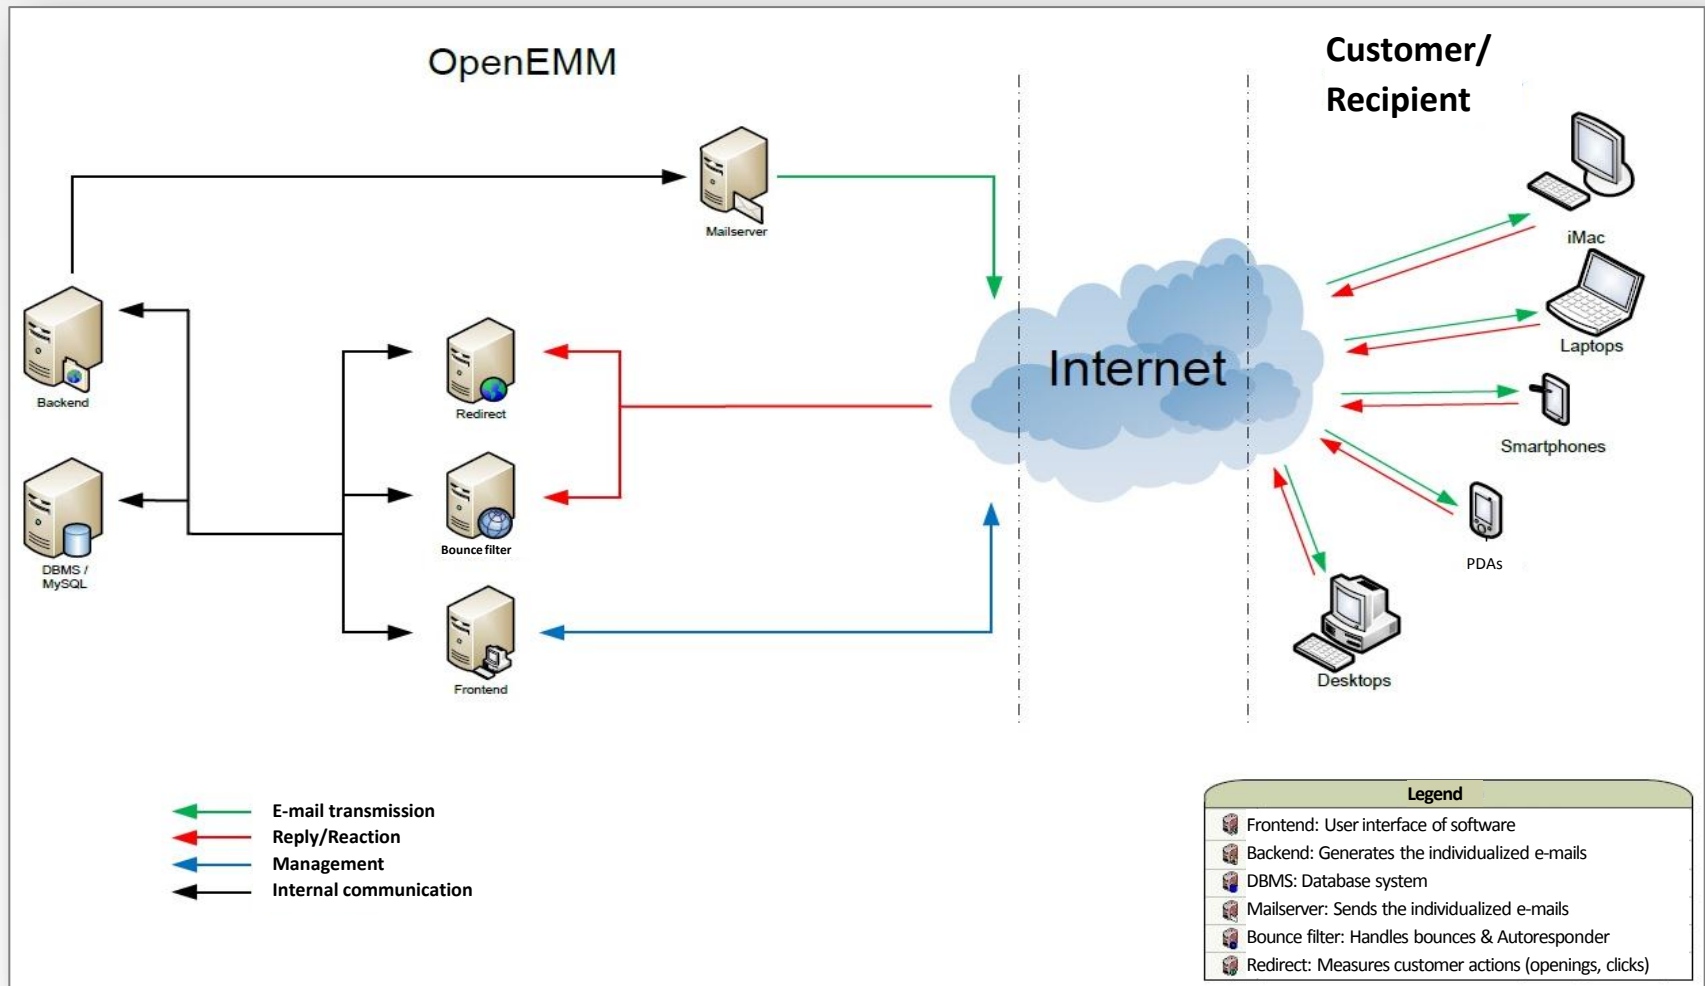 OpenEMM
Customer/
Recipient
Mailserver
iMac
Backend
Redirect
Internet
Laptops
Smartphones
Bounce filter
DBMS /
MySQL
PDAs
Frontend
Desktops
E-mail transmission
Reply/Reaction
Management
Internal communication
Legend
Frontend: User interface of software
Backend: Generates the individualized e-mails
DBMS: Database system
Mailserver: Sends the individualized e-mails
Bounce filter: Handles bounces & Autoresponder
Redirect: Measures customer actions (openings, clicks)